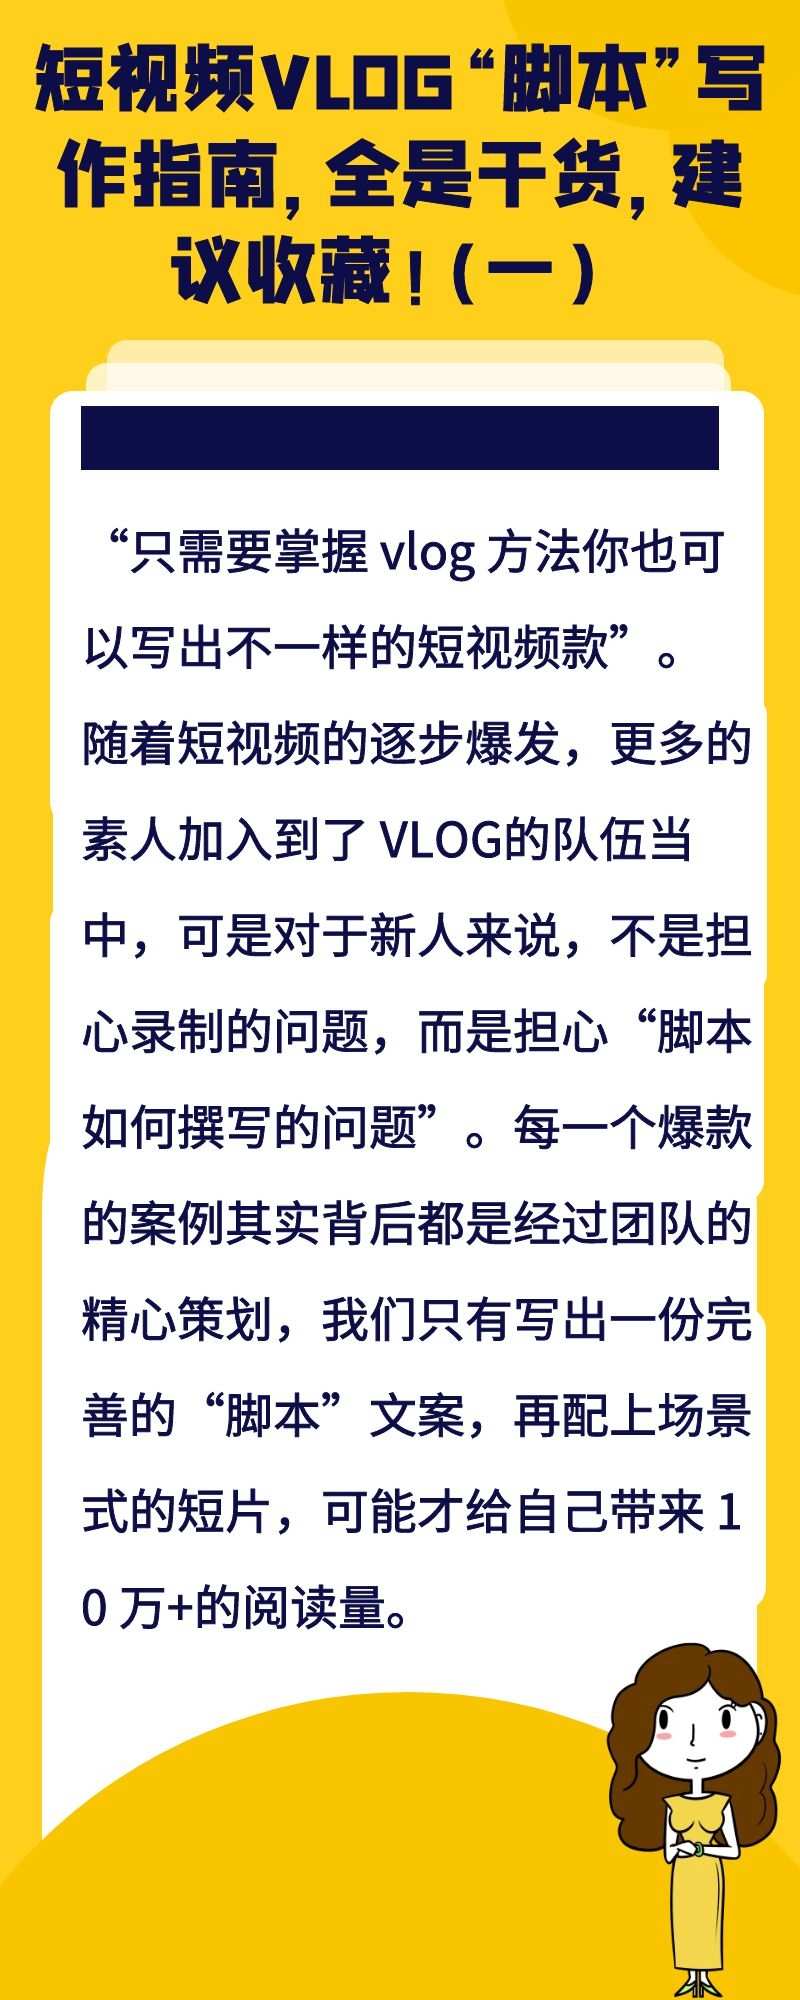 短视频VLOG“脚本”写
作指南,全是干货,建
议收藏!(一)
“只需要掌握 vlog 方法你也可
以写出不一样的短视频款”。
随着短视频的逐步爆发，更多的
素人加入到了 VLOG的队伍当
中，可是对于新人来说，不是担
心录制的问题，而是担心“脚本
如何撰写的问题”。每一个爆款
的案例其实背后都是经过团队的
精心策划，我们只有写出一份完
善的“脚本”文案，再配上场景
式的短片，可能才给自己带来 1
0 万+的阅读量。